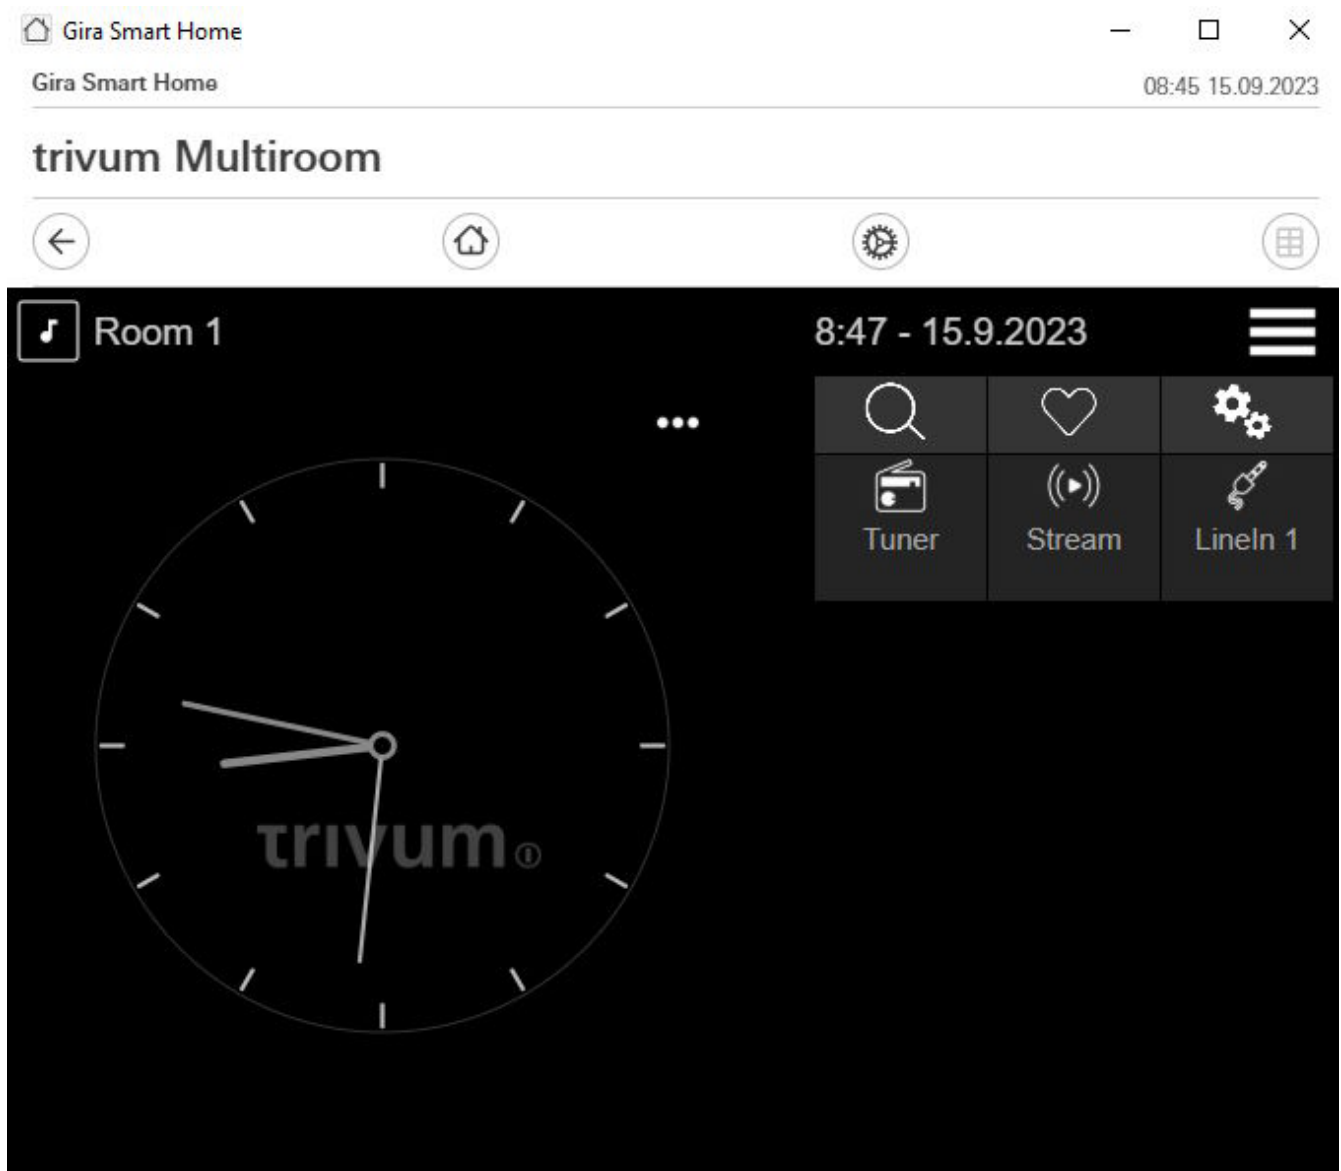 Gira Smart Home
Gira Smart Home
08:45 15.09.2023
trivum Multiroom
Room 1
8:47 - 15.9.2023
Tuner
Stream
LineIn 1
trivum